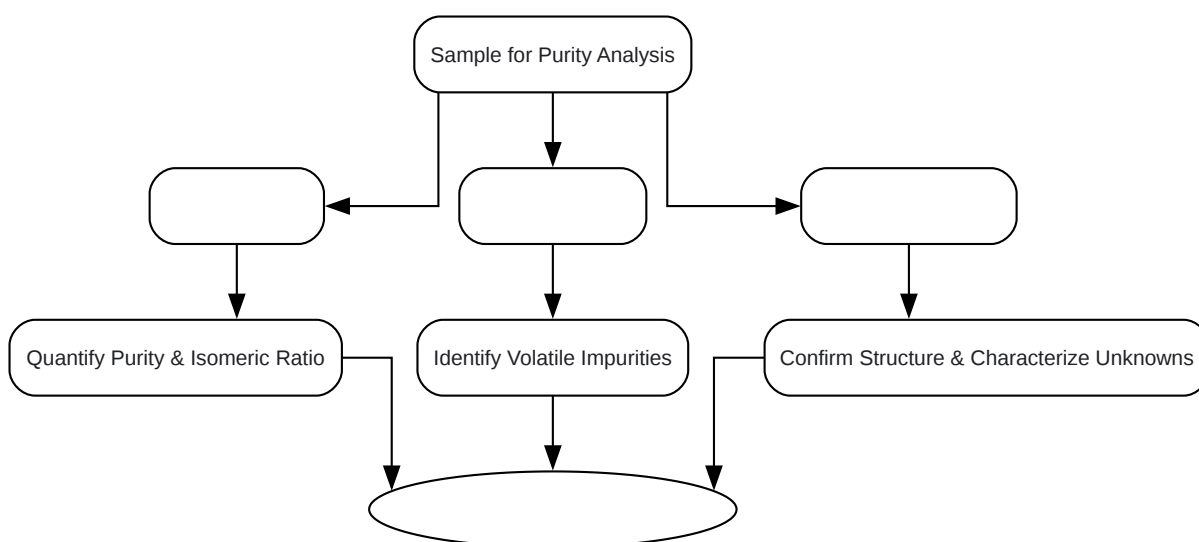 Sample for Purity Analysis
Quantify Purity & Isomeric Ratio
Identify Volatile Impurities
Confirm Structure & Characterize Unknowns